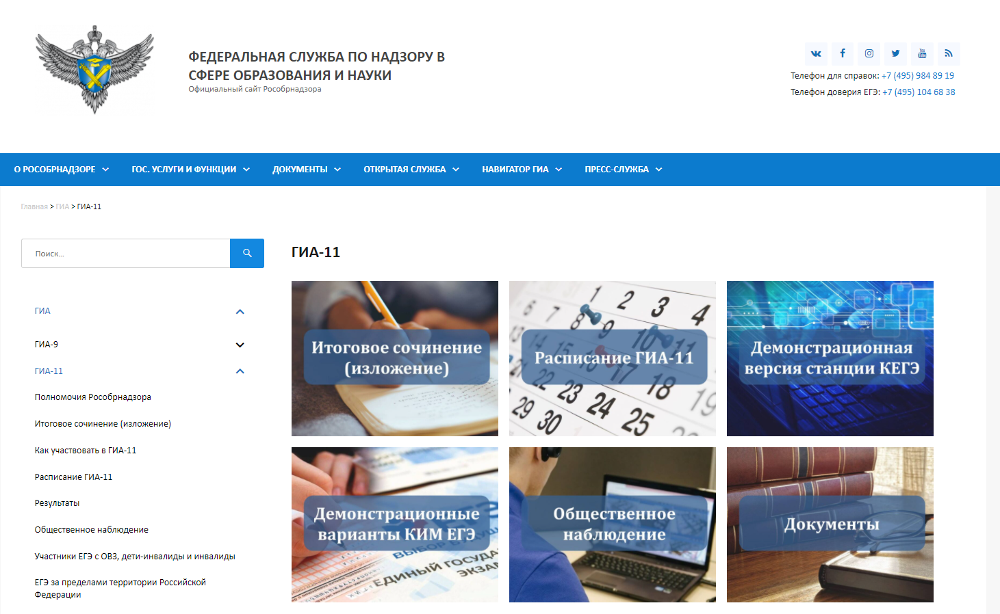 ФЕДЕРАЛЬНАЯ СЛУЖБА ПО НАДЗОРУ В
СФЕРЕ ОБРАЗОВАНИЯ И НАУКИ
Официальный сайт Рособрнадзора
You
Tube
Телефон для справок: +7 (495) 984 89 19
Телефон доверия ЕГЭ: +7 (495) 104 68 38
О РОСОБРНАДЗОРЕ
ГОС. УСЛУГИ И ФУНКЦИИ
ДОКУМЕНТЫ
ОТКРЫТАЯ СЛУЖБА
НАВИГАТОР ГИА
ПРЕСС-СЛУЖБА
Главная > ГИА > ГИА-11
Поиск...
ГИА
ГИА-9
ГИА-11
Полномочия Рособрнадзора
Итоговое сочинение (изложение)
Как участвовать в ГИА-11
Расписание ГИА-11
Результаты
Общественное наблюдение
Участники ЕГЭ с ОВЗ, дети-инвалиды и инвалиды
ЕГЭ за пределами территории Российской
Федерации
ГИА-11
Итоговое сочинение
(изложение)
1 2 3 4
6 7 8 9 10 11
Расписание ГИА-11
22 23 24 25
29 30
17 18 19
Демонстрационная
версия станции КЕГЭ
Демонстрационные
варианты КИМ ЕГЭ
ЕДИНЫЙ ГОСУДА
ЭКЗА
Общественное
наблюдение
Документы